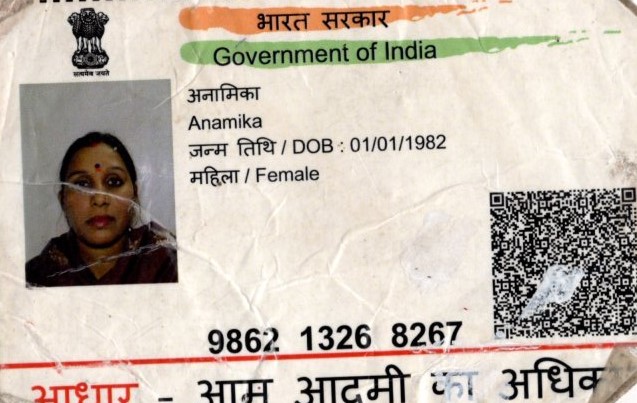 भारत सरकार
Government of India
सत्यमेव जयते
अनामिका
Anamika
जन्म तिथि / DOB : 01/01/1982
महिला / Female
9862 1326 8267
आधार - आम आदमी का अधिक